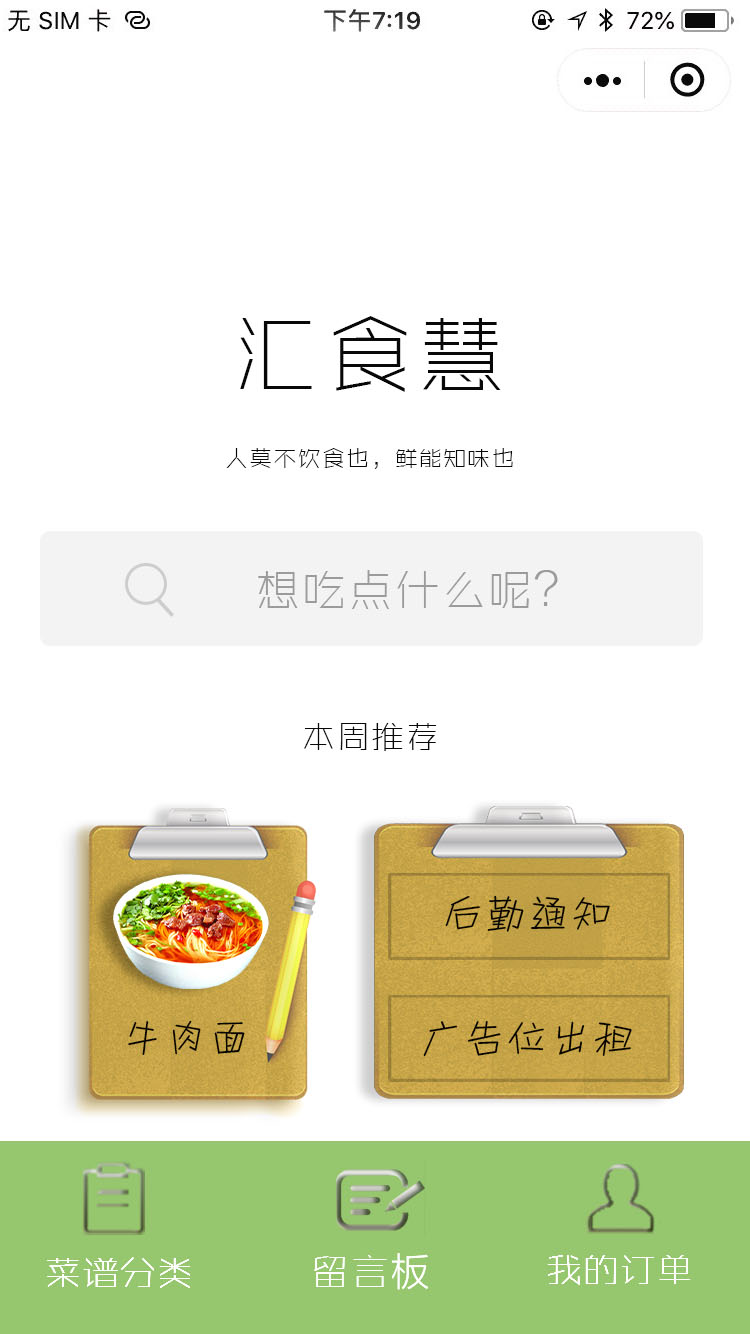 无 SIM 卡 下午7:19 72%
汇食慧
人莫不饮食也，鲜能知味也
想吃点什么呢？
本周推荐
牛肉面
后勤通知
广告位出租
菜谱分类 留言板 我的订单